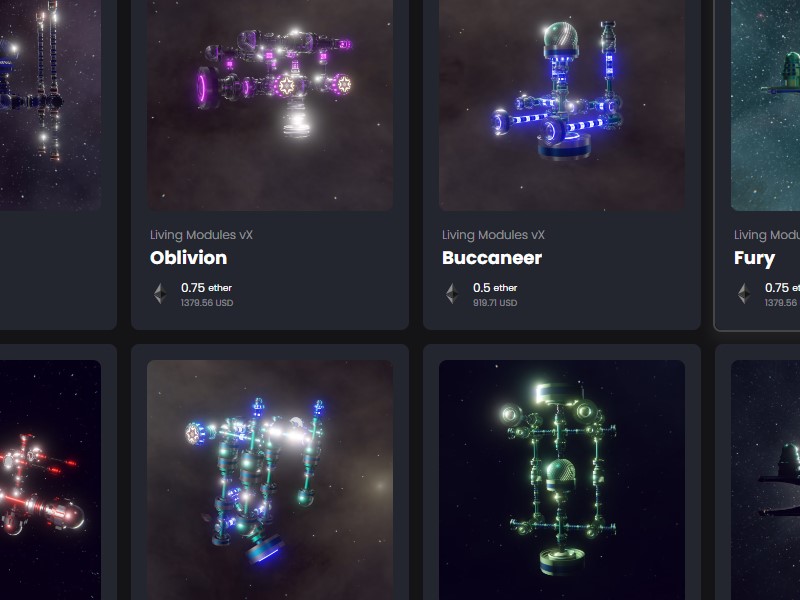 Living Modules vX
Oblivion
0.75 ether
1379.56 USD
Living Modules vX
Buccaneer
0.5 ether
919.71 USD
Living Modu
Fury
0.75 et
1379.56